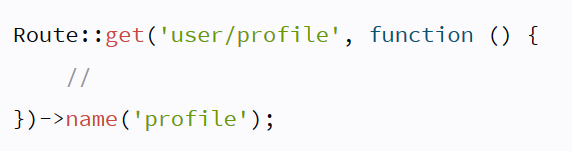 Route::get('user/profile', function () {
    //
})->name('profile');